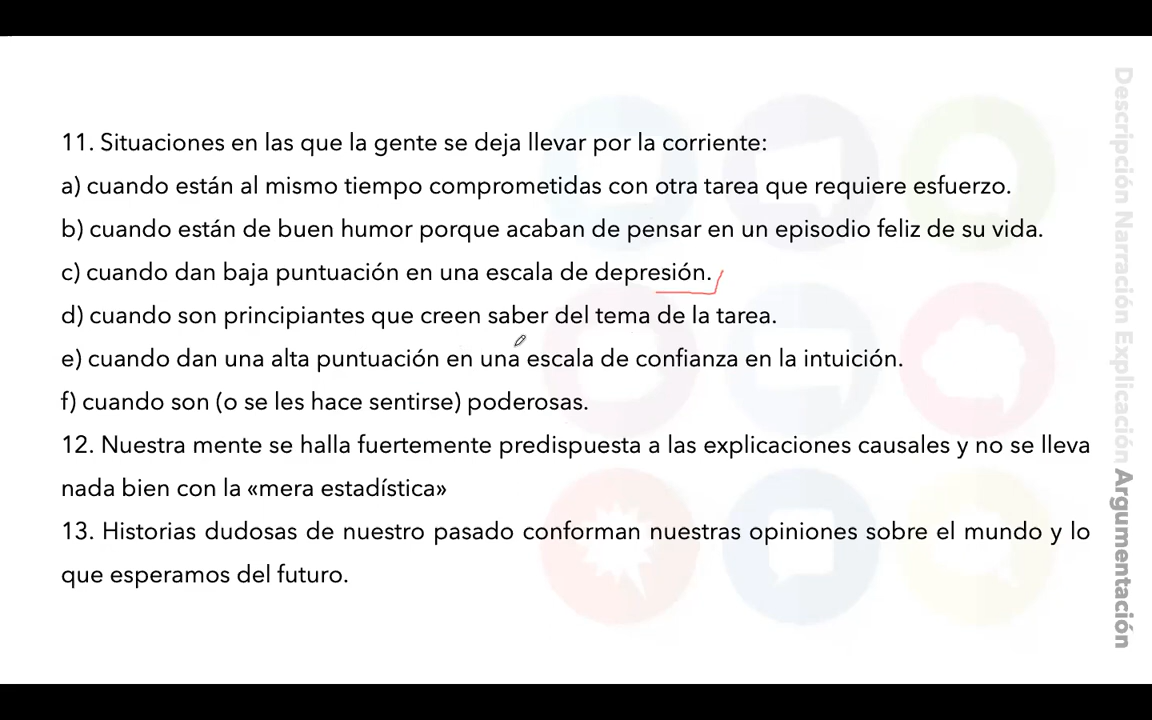 11. Situaciones en las que la gente se deja llevar por la corriente:
a) cuando están al mismo tiempo comprometidas con otra tarea que requiere esfuerzo.
b) cuando están de buen humor porque acaban de pensar en un episodio feliz de su vida.
c) cuando dan baja puntuación en una escala de depresión.
d) cuando son principiantes que creen saber del tema de la tarea.
e) cuando dan una alta puntuación en una escala de confianza en la intuición.
f) cuando son (o se les hace sentirse) poderosas.
12. Nuestra mente se halla fuertemente predispuesta a las explicaciones causales y no se lleva
nada bien con la «mera estadística»
13. Historias dudosas de nuestro pasado conforman nuestras opiniones sobre el mundo y lo
que esperamos del futuro.
Descripción Narración Explicación Argumentación